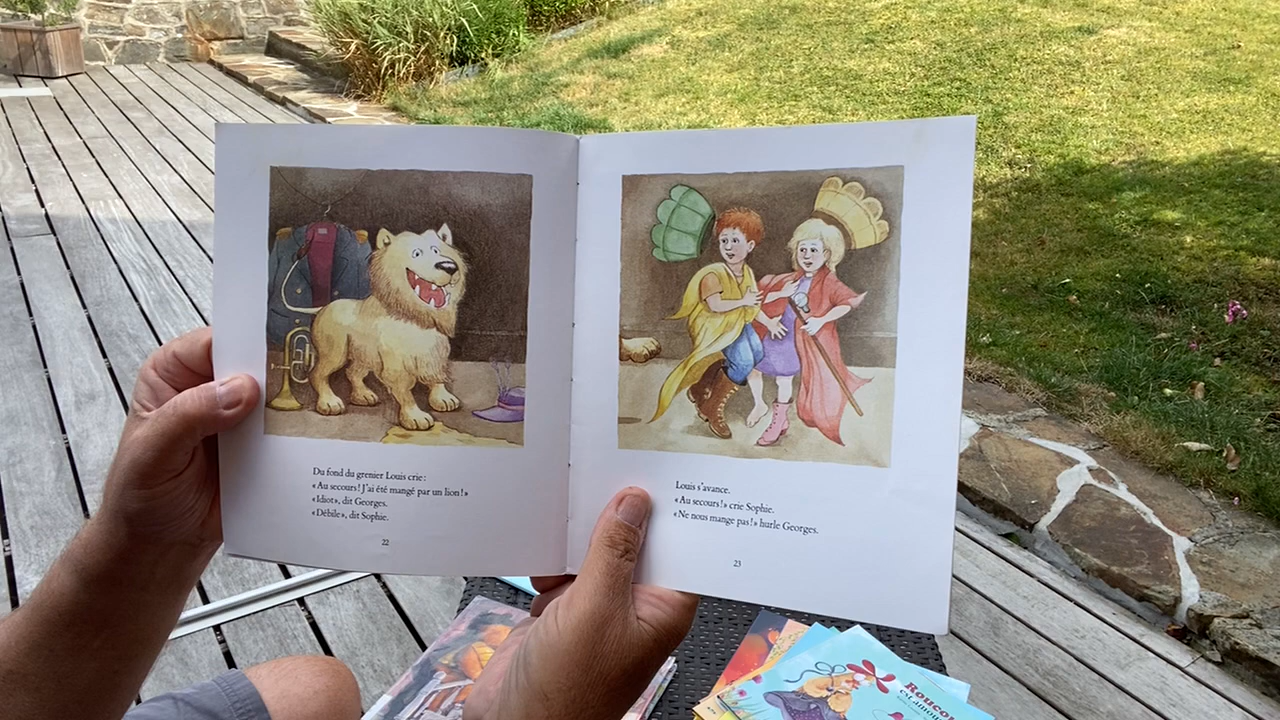 Du fond du grenier Louis crie :
« Au secours ! J'ai été mangé par un lion ! »
« Idiot », dit Georges.
« Débile », dit Sophie.
22
Louis s'avance.
« Au secours ! » crie Sophie.
« Ne nous mange pas ! » hurle Georges.
23